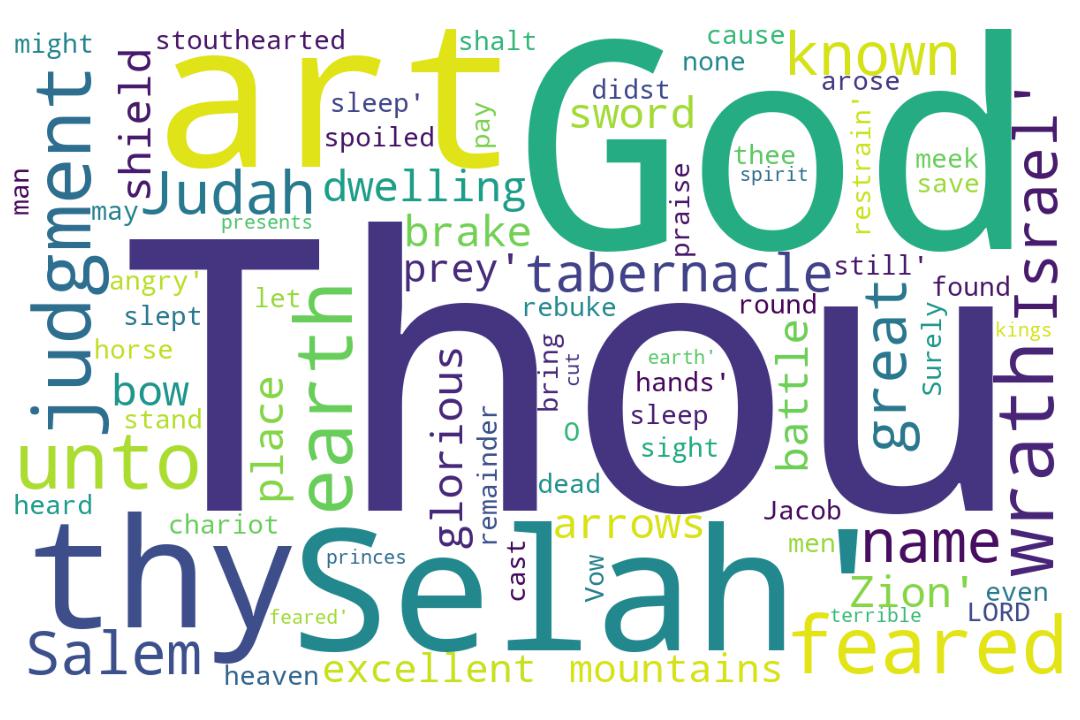 might
stouthearted
shalt
cause
known
none
art
God
shield
judgment
sleep'
didst
arose
sword
spoiled
pay
thee
spirit
restrain'
meek
save
Israel'
man
may
Judah
dwelling
praise
presents
brake
Thou
prey'
tabernacle
still'
angry'
let
found
slept
earth
rebuke
round
great
Surely
kings
horse
glorious
bring
cut
earth'
hands'
battle
wrath
bow
place
stand
remainder
sleep
O
sight
unto
dead
heard
chariot
arrows
Jacob
men
name
thy
Selah'
princes
cast
Vow
Zion'
even
feared'
terrible
LORD
Salem
heaven
excellent
mountains
feared